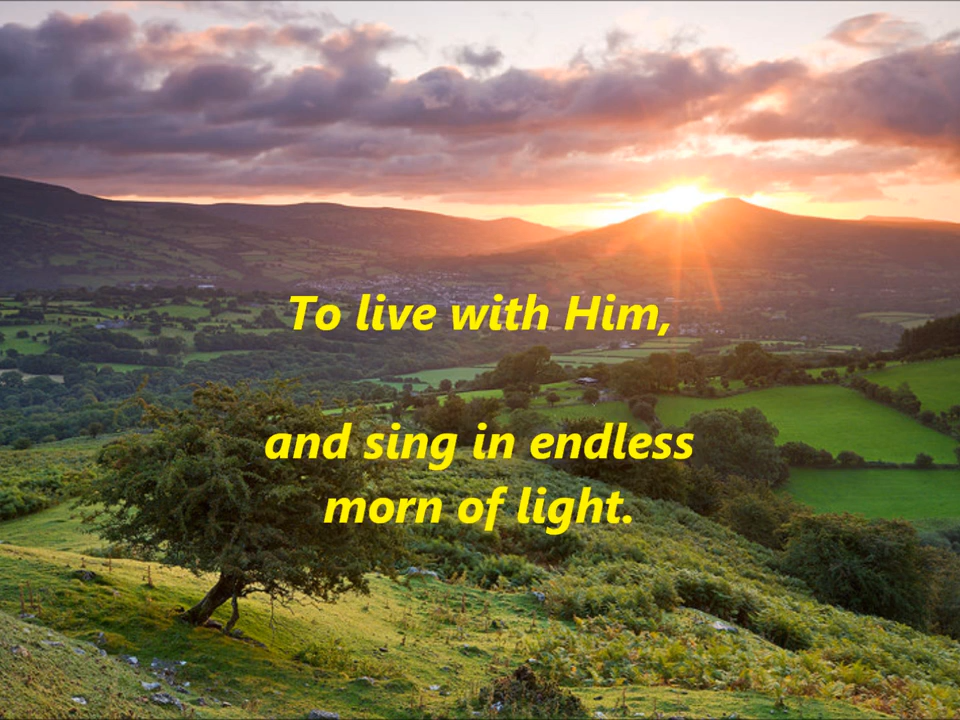 To live with Him,
and sing in endless
morn of light.